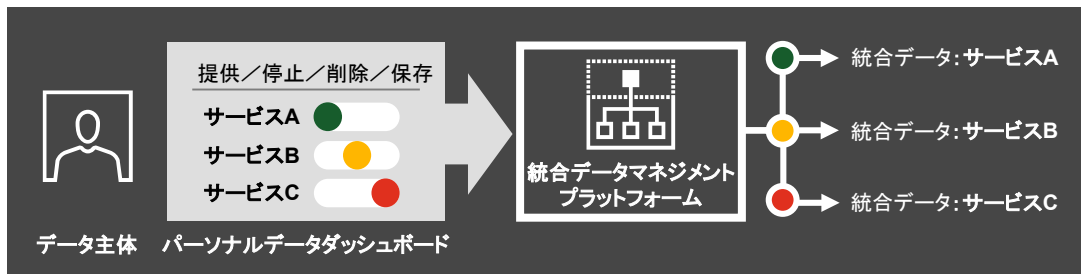 提供／停止／削除／保存
サービスA
サービスB
サービスC
データ主体
パーソナルデータダッシュボード
統合データマネジメント
プラットフォーム
統合データ：サービスA
統合データ：サービスB
統合データ：サービスC